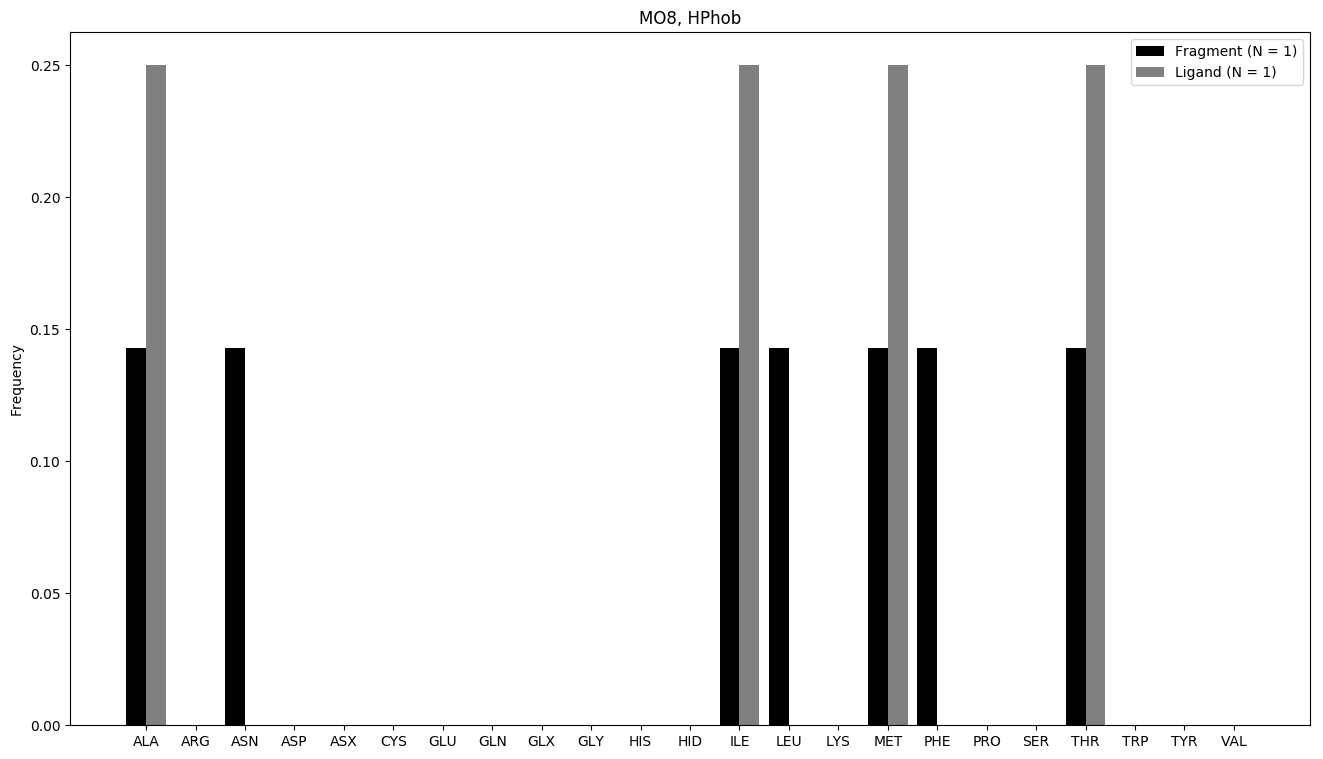 MO8, HPhob
Fragment (N = 1)
Ligand (N = 1)
Frequency
0.25
0.20
0.15
0.10
0.05
0.00
ALA ARG ASN ASP ASX CYS GLU GLN GLX GLY HIS HID ILE LEU LYS MET PHE PRO SER THR TRP TYR VAL